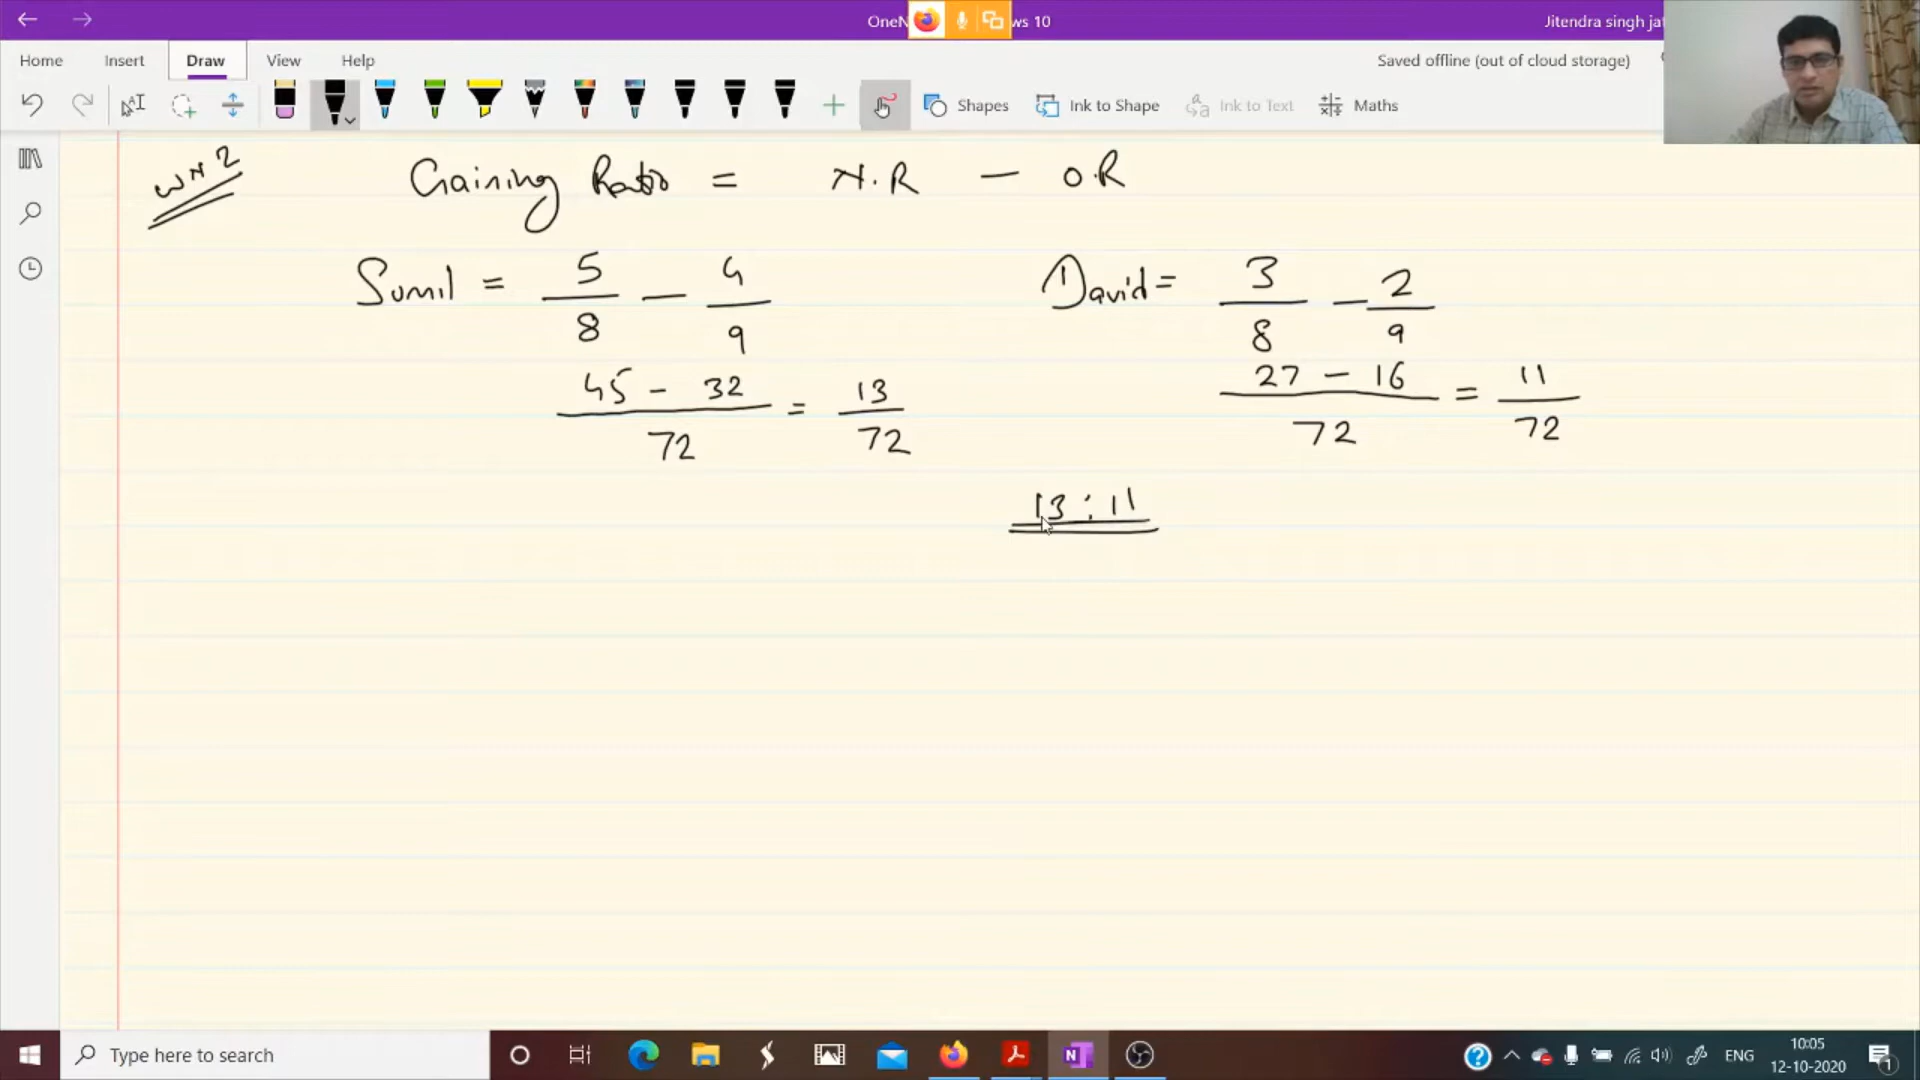 OneN ws 10 Jitendra singh jat
Home Insert Draw View Help Saved offline (out of cloud storage)
Shapes Ink to Shape Ink to Text Maths
WN 2
Gaining Ratio = N.R — O.R
Sumil = 5/8 — 4/9 David = 3/8 — 2/9
45 - 32/72 = 13/72 27 - 16/72 = 11/72
13 : 11
Type here to search
ENG
10:05
12-10-2020
1